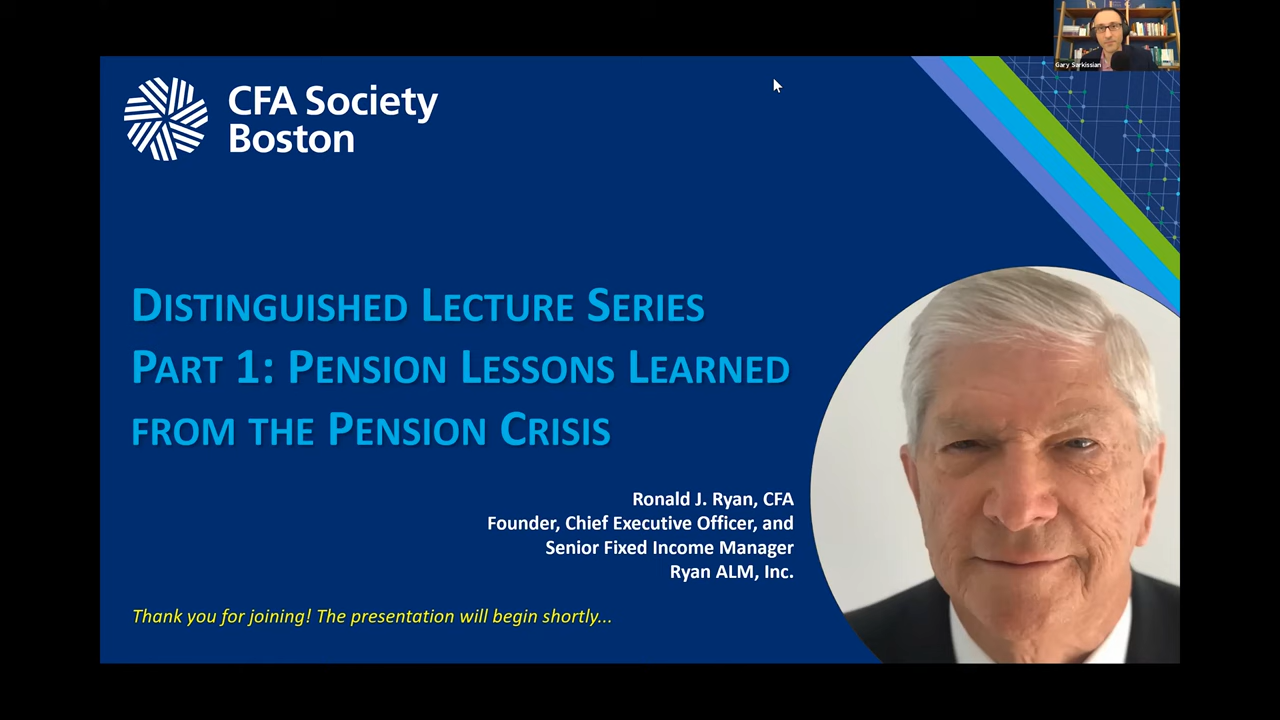 Gary Sarkissian
CFA Society
Boston
DISTINGUISHED LECTURE SERIES
PART 1: PENSION LESSONS LEARNED
FROM THE PENSION CRISIS
Ronald J. Ryan, CFA
Founder, Chief Executive Officer, and
Senior Fixed Income Manager
Ryan ALM, Inc.
Thank you for joining! The presentation will begin shortly...